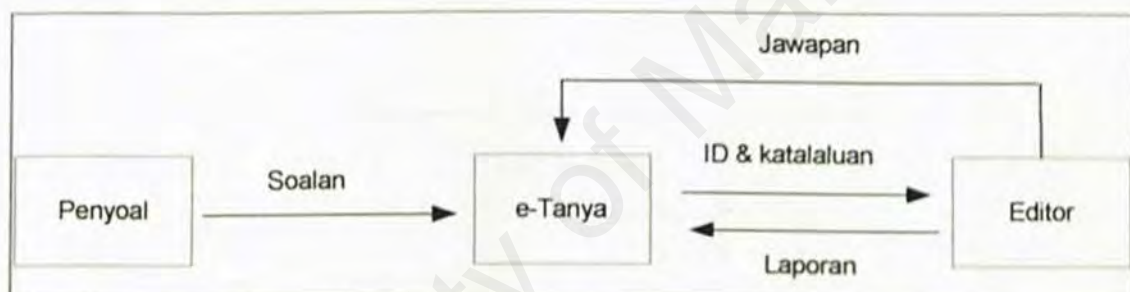 Jawapan
ID & katalaluan
Soalan
Penyoal
e-Tanya
Editor
Laporan